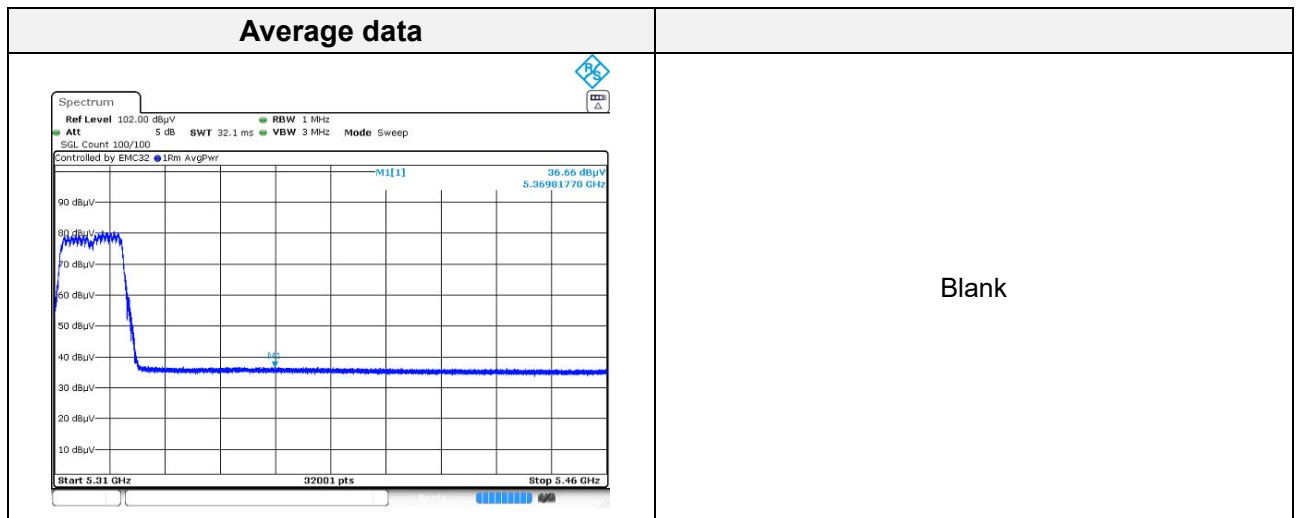 Average data
R S
Spectrum
Ref Level 102.00 dBµV RBW 1 MHz
Att 5 dB SWT 32.1 ms VBW 3 MHz Mode Sweep
SGL Count 100/100
Controlled by EMC32 1Rm AvgPwr
M1[1] 36.66 dBµV
5.36981770 GHz
90 dBµV
80 dBµV
70 dBµV
60 dBµV
50 dBµV
M1
40 dBµV
30 dBµV
20 dBµV
10 dBµV
Start 5.31 GHz 32001 pts Stop 5.46 GHz
Blank